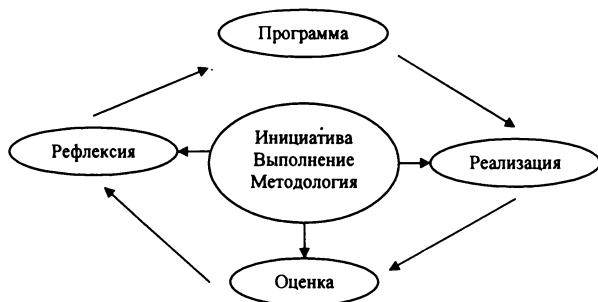 Программа
Инициатива
Выполнение
Методология
Рефлексия
Реализация
Оценка